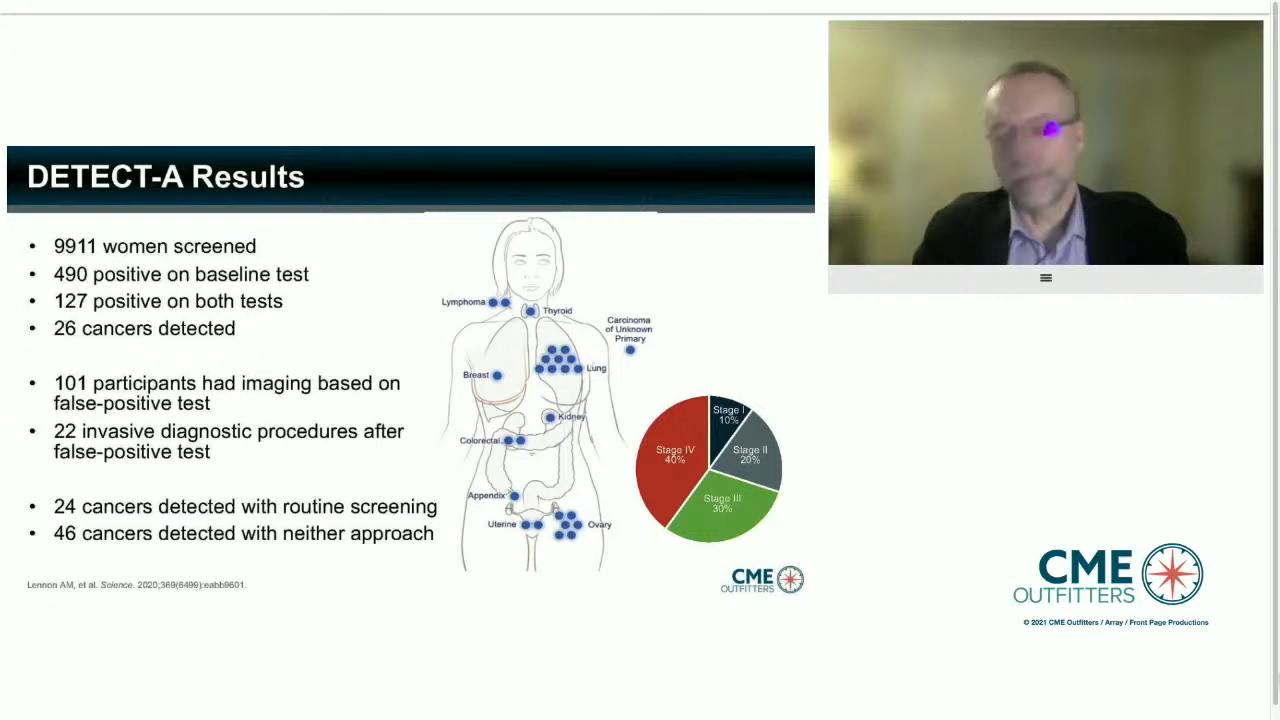 DETECT-A Results
• 9911 women screened
• 490 positive on baseline test
• 127 positive on both tests
• 26 cancers detected
• 101 participants had imaging based on
false-positive test
• 22 invasive diagnostic procedures after
false-positive test
• 24 cancers detected with routine screening
• 46 cancers detected with neither approach
Lymphoma
Thyroid
Carcinoma
of Unknown
Primary
Breast
Lung
Kidney
Colorectal
Appendix
Uterine
Ovary
Stage I
10%
Stage II
20%
Stage III
30%
Stage IV
40%
Lennon AM, et al. Science. 2020;369(6499):eabb9601.
CME
OUTFITTERS
CME
OUTFITTERS
© 2021 CME Outfitters / Array / Front Page Productions